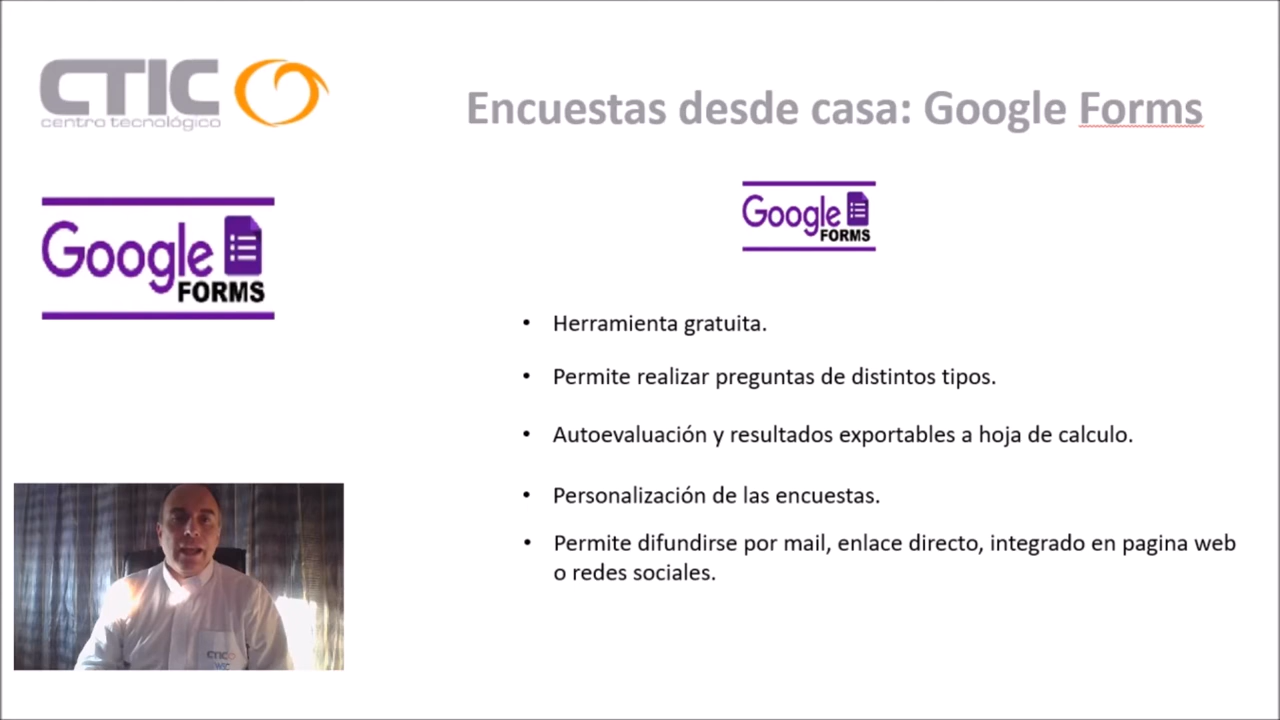 CTIC
centro tecnológico
Encuestas desde casa: Google Forms
Google
FORMS
Google
FORMS
• Herramienta gratuita.
• Permite realizar preguntas de distintos tipos.
• Autoevaluación y resultados exportables a hoja de calculo.
• Personalización de las encuestas.
• Permite difundirse por mail, enlace directo, integrado en pagina web
o redes sociales.
CTIC